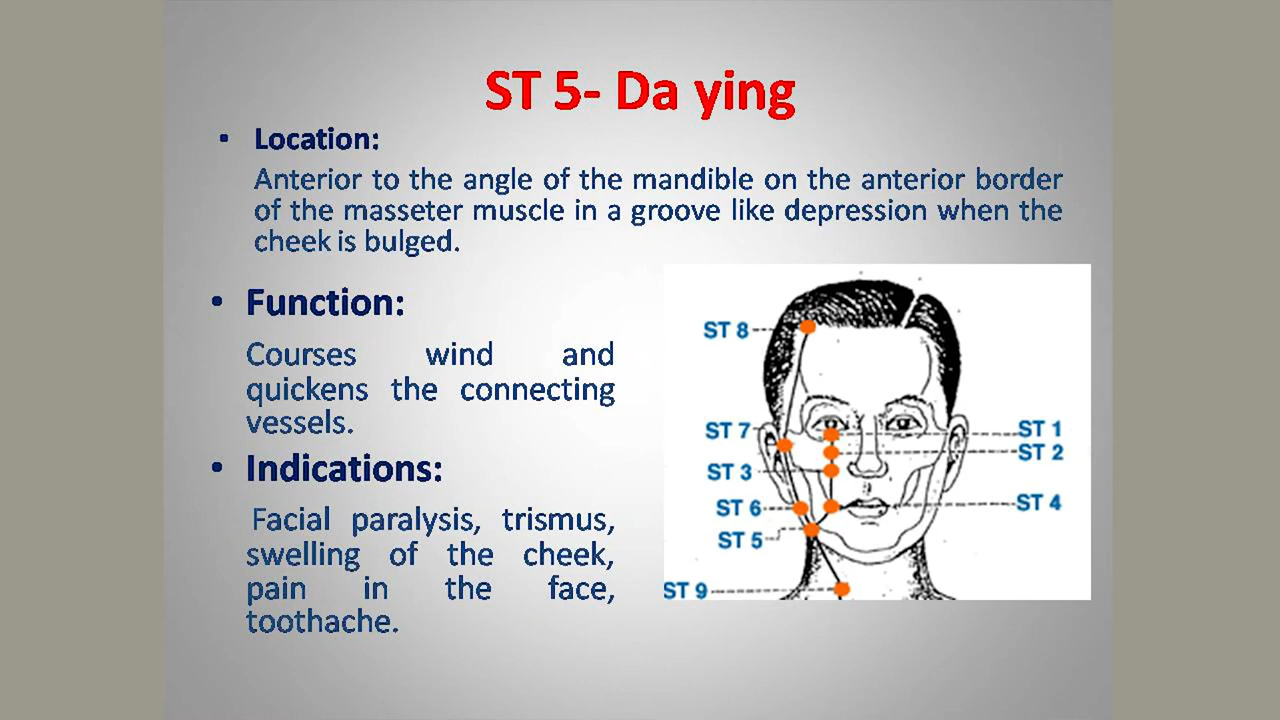 ST 5- Da ying
• Location:
Anterior to the angle of the mandible on the anterior border
of the masseter muscle in a groove like depression when the
cheek is bulged.
• Function:
Courses wind and
quickens the connecting
vessels.
• Indications:
Facial paralysis, trismus,
swelling of the cheek,
pain in the face,
toothache.
ST 8
ST 7
ST 1
ST 2
ST 3
ST 6
ST 4
ST 5
ST 9